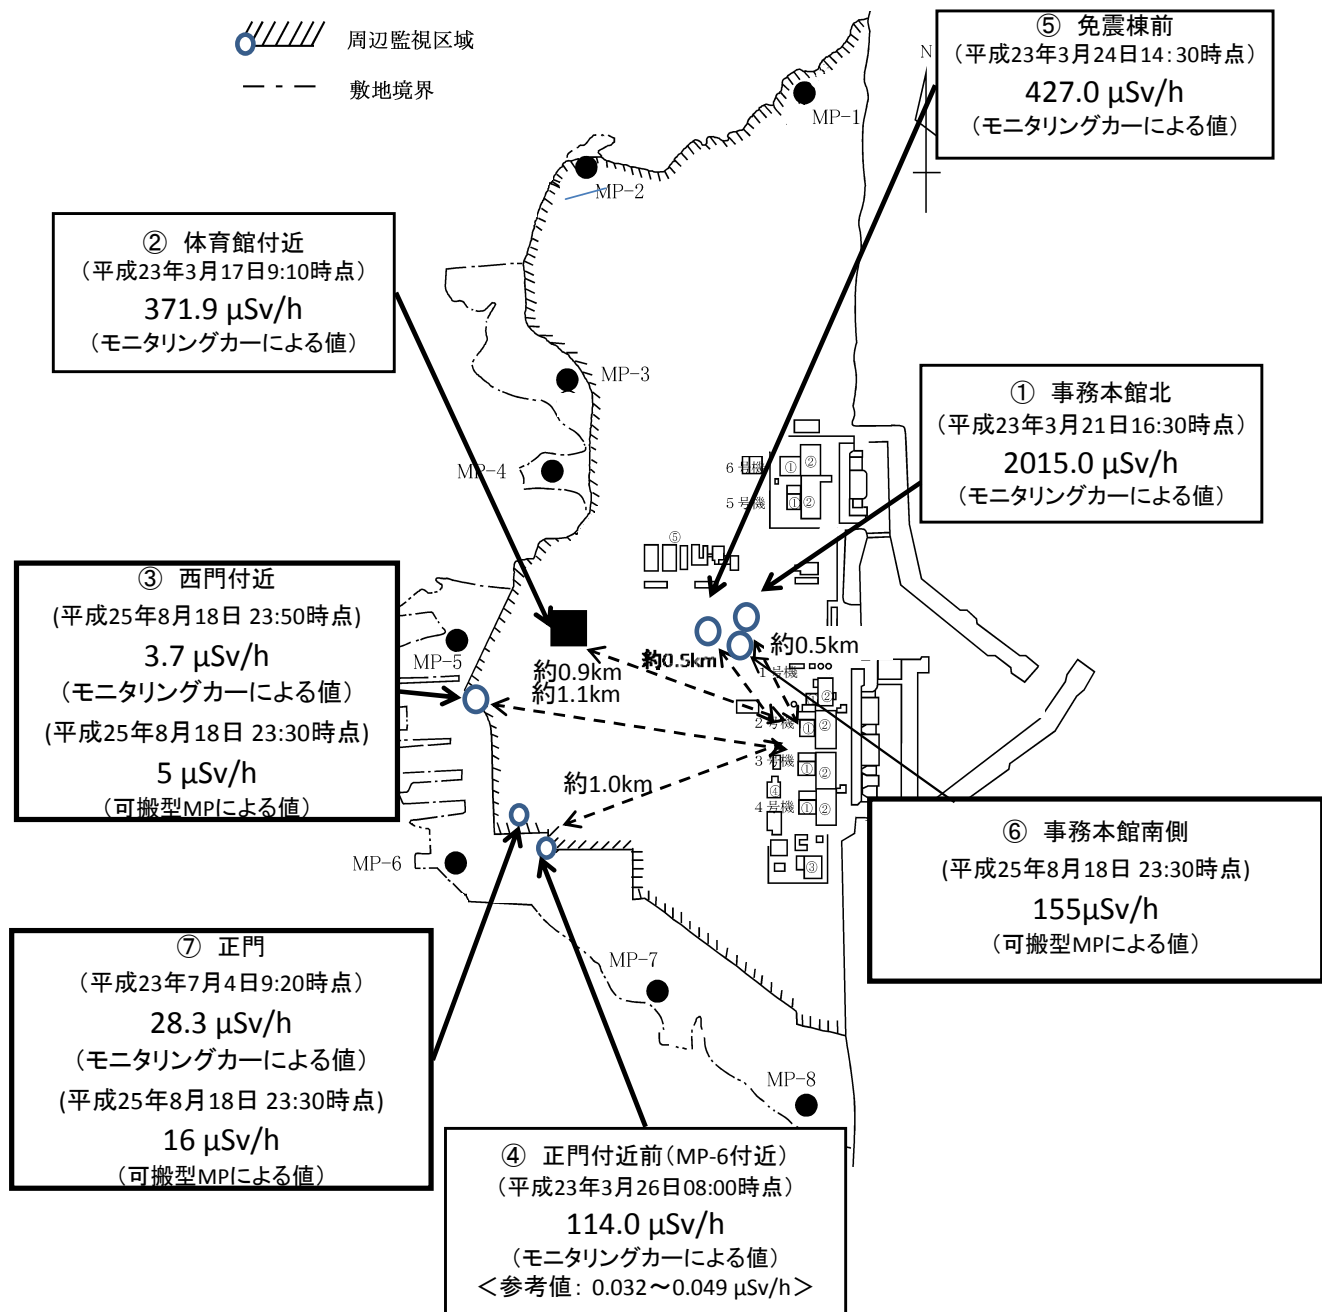 周辺監視区域
敷地境界
⑤ 免震棟前
（平成23年3月24日14:30時点）
427.0 μSv/h
（モニタリングカーによる値）
N
MP-1
MP-2
② 体育館付近
（平成23年3月17日9:10時点）
371.9 μSv/h
（モニタリングカーによる値）
MP-3
① 事務本館北
（平成23年3月21日16:30時点）
2015.0 μSv/h
（モニタリングカーによる値）
MP-4
6号機
① ②
5号機
① ②
⑤
③ 西門付近
(平成25年8月18日 23:50時点)
3.7 μSv/h
（モニタリングカーによる値）
(平成25年8月18日 23:30時点)
5 μSv/h
（可搬型MPによる値）
MP-5
約0.9km
約1.1km
約0.5km
約0.5km
1号機
②
2号機
① ②
3号機
① ②
④
4号機
① ②
③
約1.0km
MP-6
⑥ 事務本館南側
(平成25年8月18日 23:30時点)
155μSv/h
（可搬型MPによる値）
⑦ 正門
（平成23年7月4日9:20時点）
28.3 μSv/h
（モニタリングカーによる値）
(平成25年8月18日 23:30時点)
16 μSv/h
（可搬型MPによる値）
MP-7
MP-8
④ 正門付近前（MP-6付近）
（平成23年3月26日08:00時点）
114.0 μSv/h
（モニタリングカーによる値）
＜参考値: 0.032～0.049 μSv/h＞